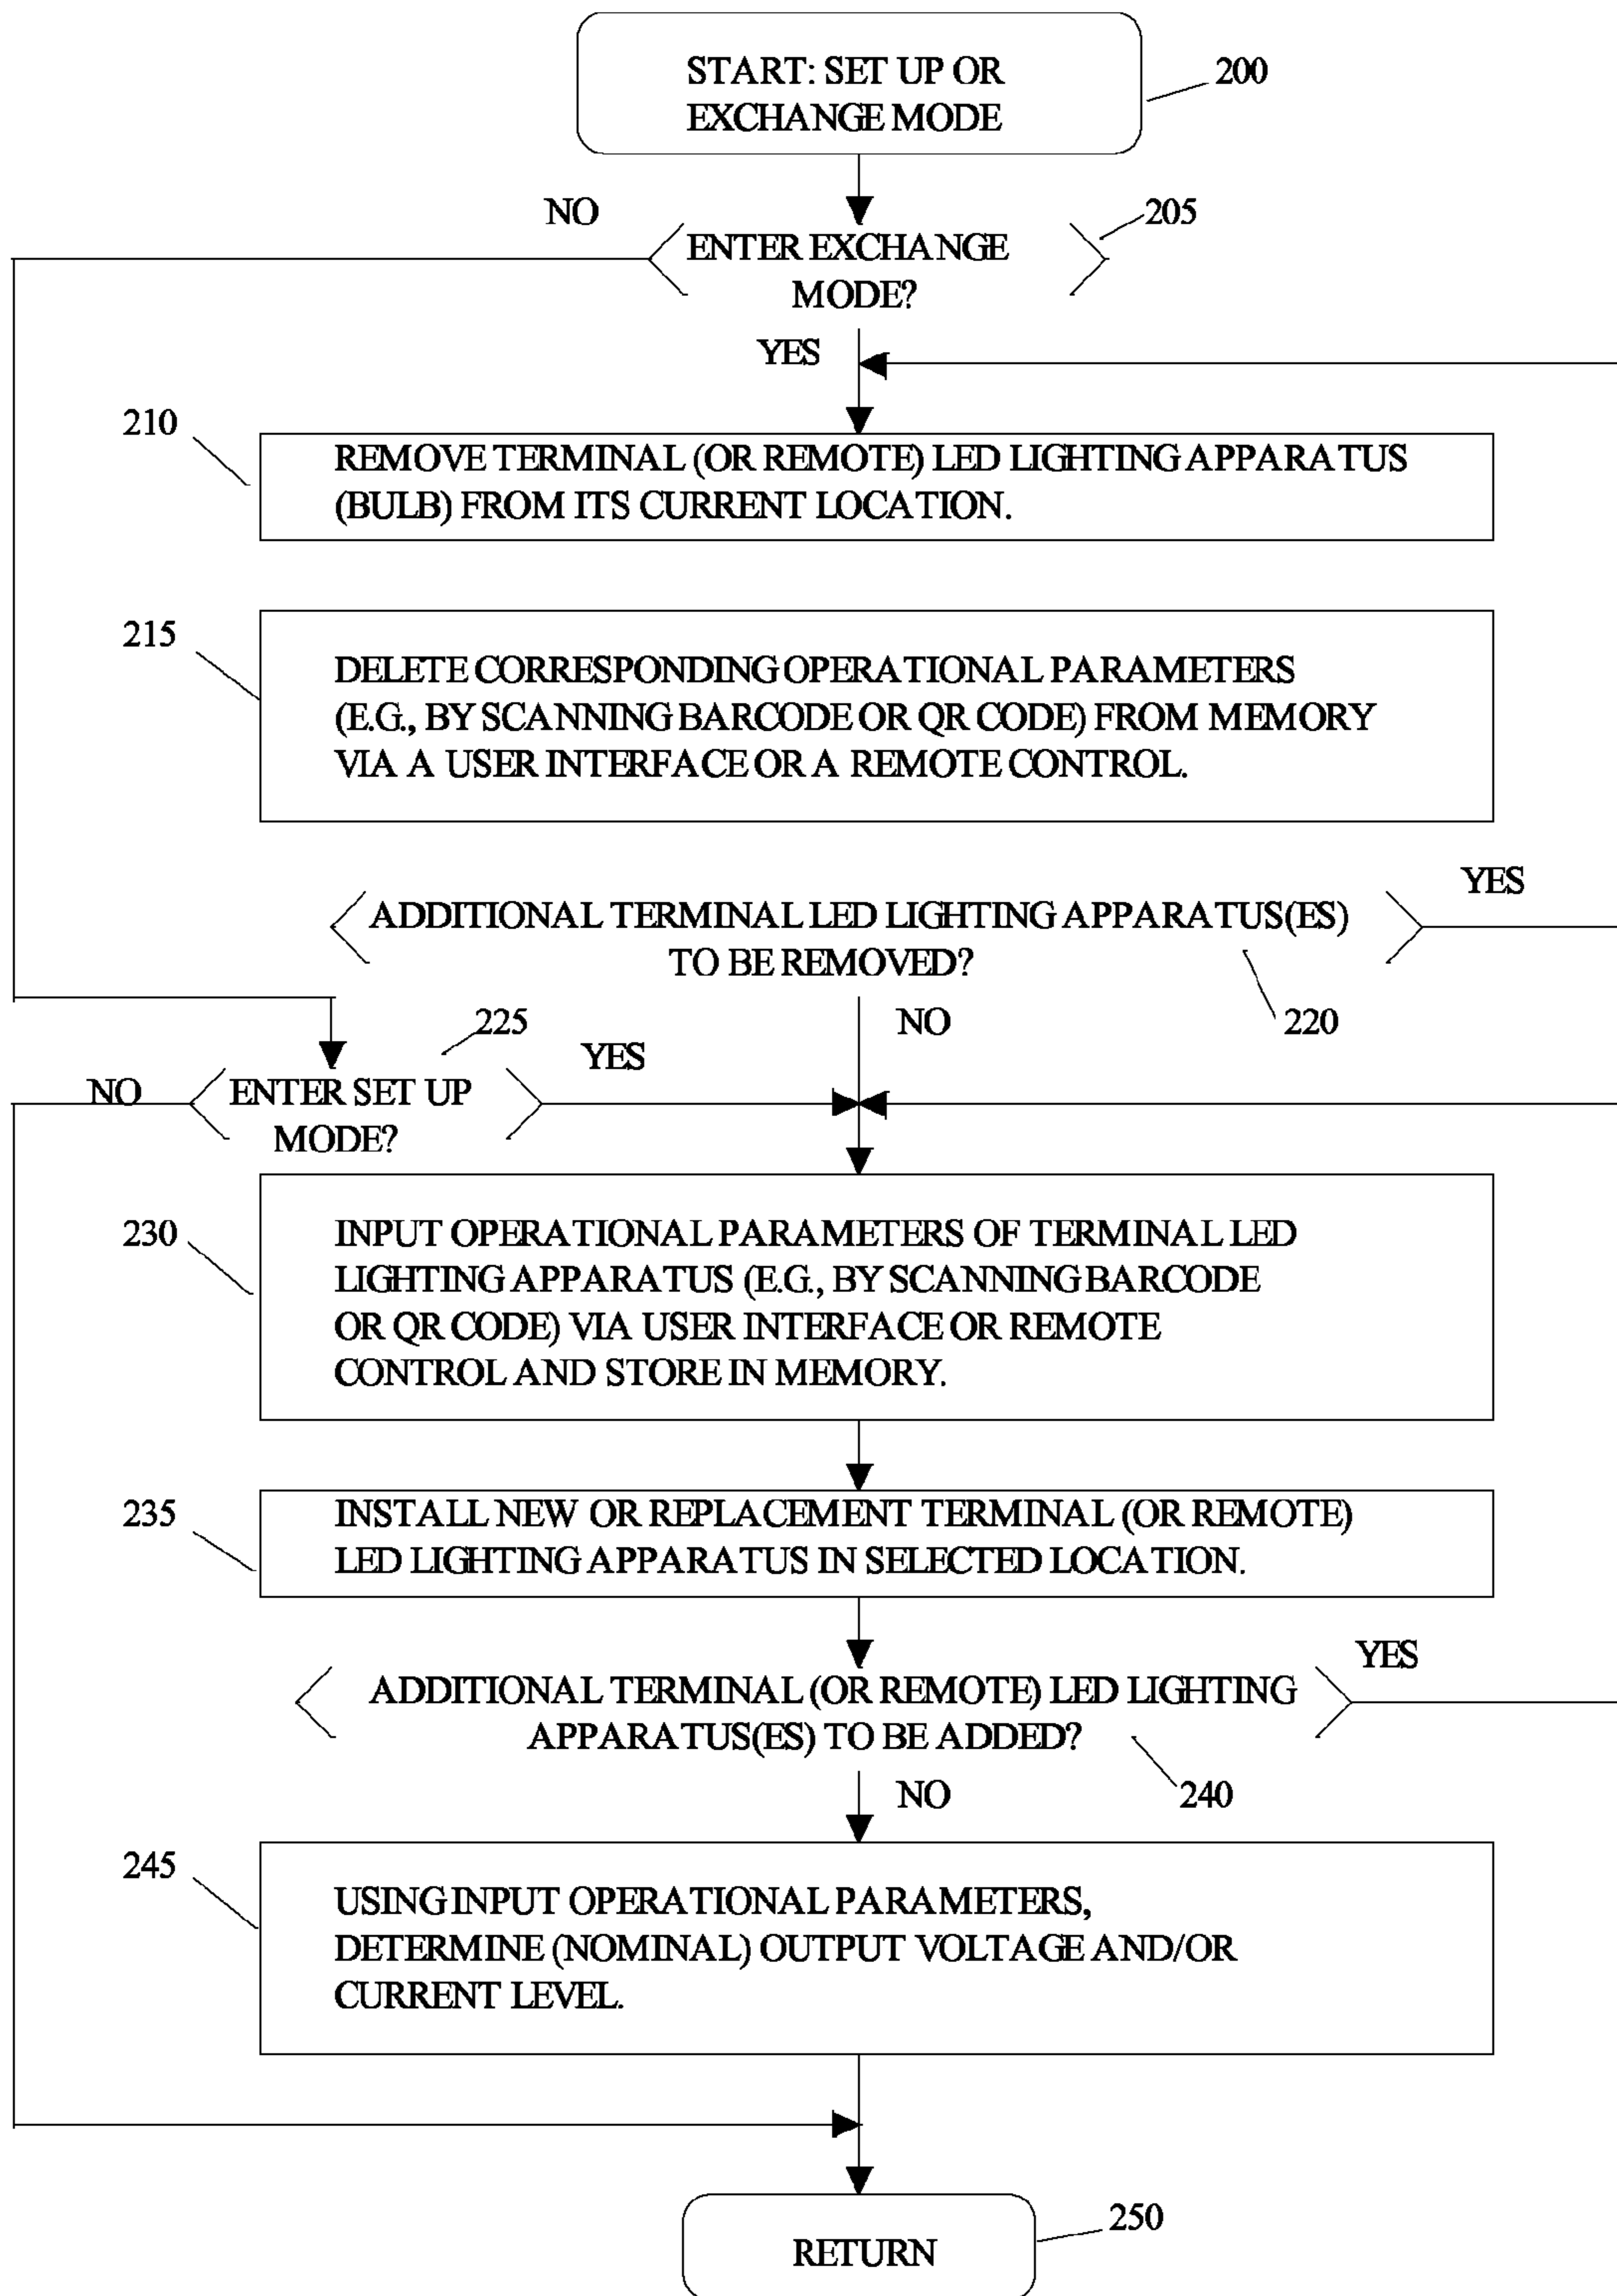 START: SET UP OR
EXCHANGE MODE
200
NO
205
ENTER EXCHANGE
MODE?
YES
210
REMOVE TERMINAL (OR REMOTE) LED LIGHTING APPARATUS
(BULB) FROM ITS CURRENT LOCATION.
215
DELETE CORRESPONDING OPERATIONAL PARAMETERS
(E.G., BY SCANNING BARCODE OR QR CODE) FROM MEMORY
VIA A USER INTERFACE OR A REMOTE CONTROL.
YES
ADDITIONAL TERMINAL LED LIGHTING APPARATUS(ES)
TO BE REMOVED?
NO
220
225
YES
NO
ENTER SET UP
MODE?
230
INPUT OPERATIONAL PARAMETERS OF TERMINAL LED
LIGHTING APPARATUS (E.G., BY SCANNING BARCODE
OR QR CODE) VIA USER INTERFACE OR REMOTE
CONTROL AND STORE IN MEMORY.
235
INSTALL NEW OR REPLACEMENT TERMINAL (OR REMOTE)
LED LIGHTING APPARATUS IN SELECTED LOCATION.
YES
ADDITIONAL TERMINAL (OR REMOTE) LED LIGHTING
APPARATUS(ES) TO BE ADDED?
NO
240
245
USING INPUT OPERATIONAL PARAMETERS,
DETERMINE (NOMINAL) OUTPUT VOLTAGE AND/OR
CURRENT LEVEL.
250
RETURN